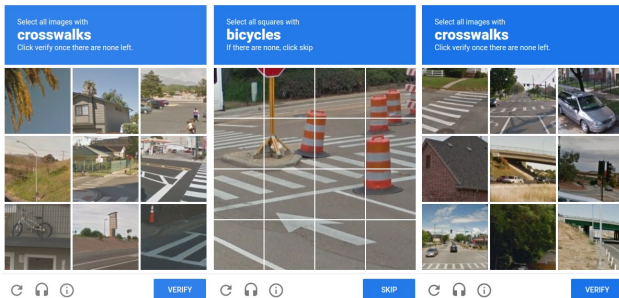 Select all images with
crosswalks
Click verify once there are none left.
VERIFY
Select all squares with
bicycles
If there are none, click skip
SKIP
Select all images with
crosswalks
Click verify once there are none left.
VERIFY